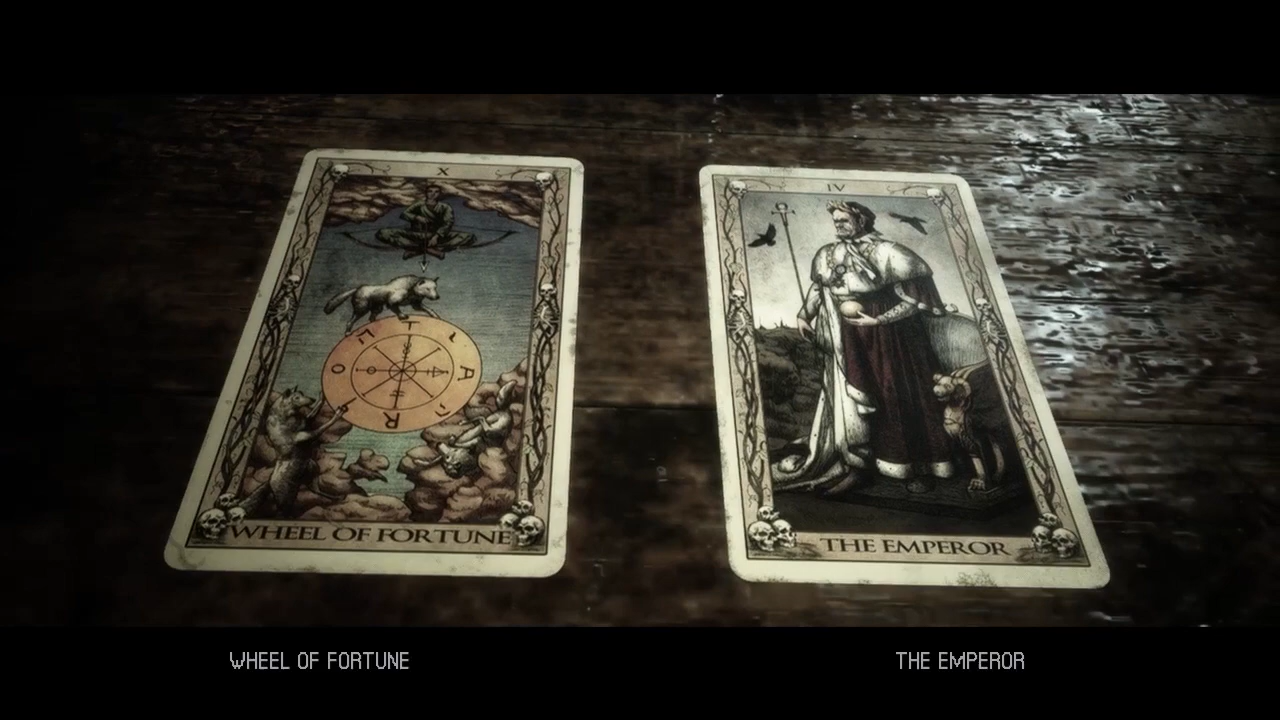 X
WHEEL OF FORTUNE
IV
THE EMPEROR
WHEEL OF FORTUNE
THE EMPEROR